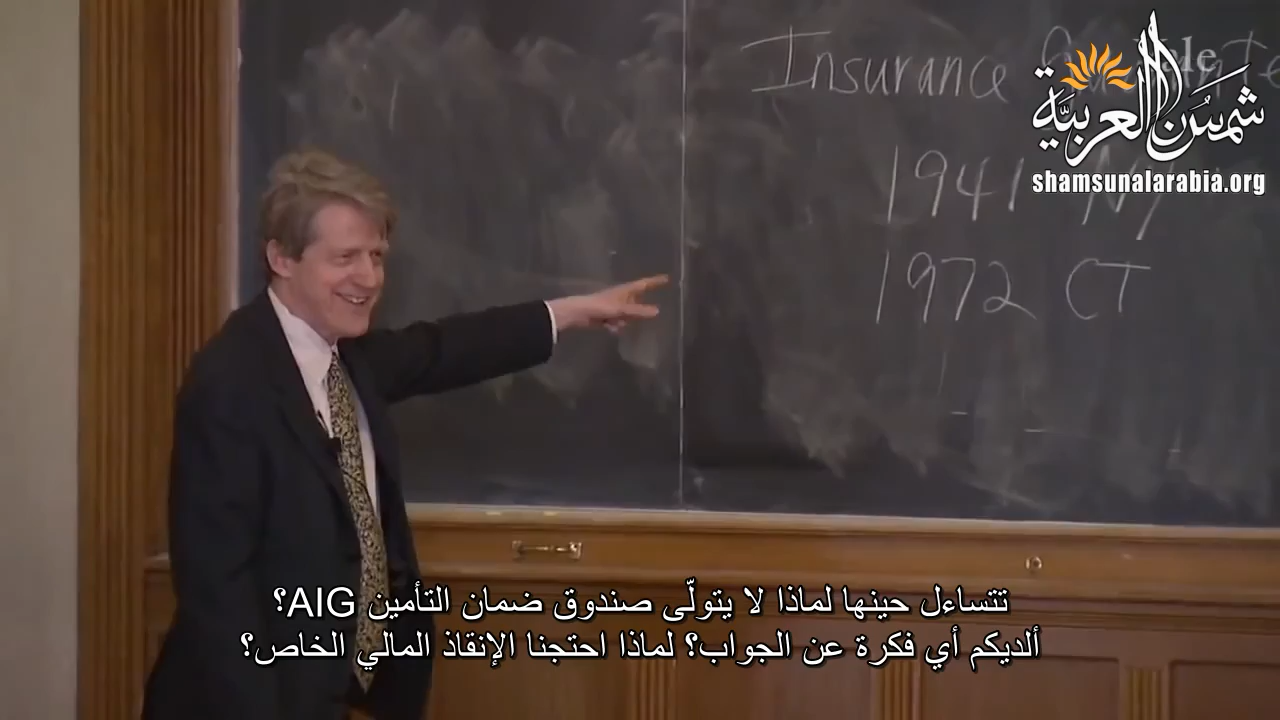 Insurance
Yale
شمس العربية
shamsunalarabia.org
1941 NY
1972 CT
تتساءل حينها لماذا لا يتولّى صندوق ضمان التأمين AIG؟
ألديكم أي فكرة عن الجواب؟ لماذا احتجنا الإنقاذ المالي الخاص؟